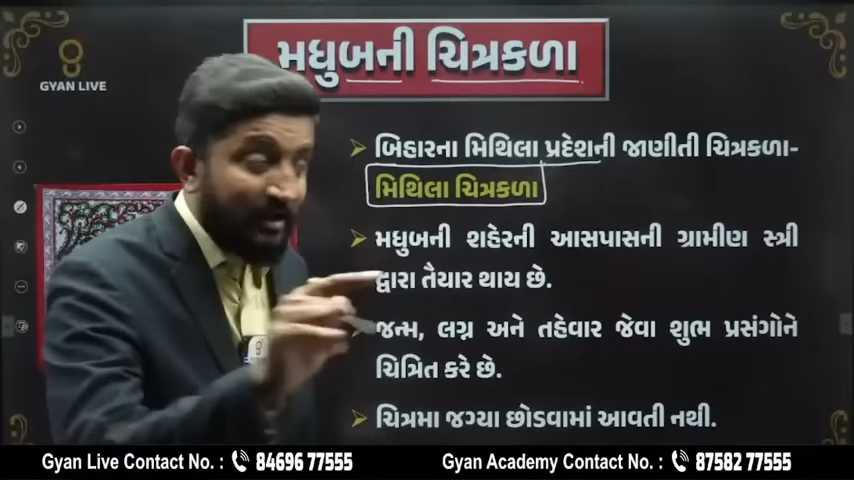 GYAN LIVE
મધુબની ચિત્રકળા
બિહારના મિથિલા પ્રદેશની જાણીતી ચિત્રકળા-
મિથિલા ચિત્રકળા
મધુબની શહેરની આસપાસની ગ્રામીણ સ્ત્રી
દ્વારા તૈયાર થાય છે.
જન્મ, લગ્ન અને તહેવાર જેવા શુભ પ્રસંગોને
ચિત્રિત કરે છે.
ચિત્રમા જગ્યા છોડવામાં આવતી નથી.
Gyan Live Contact No. : 84696 77555
Gyan Academy Contact No. : 87582 77555